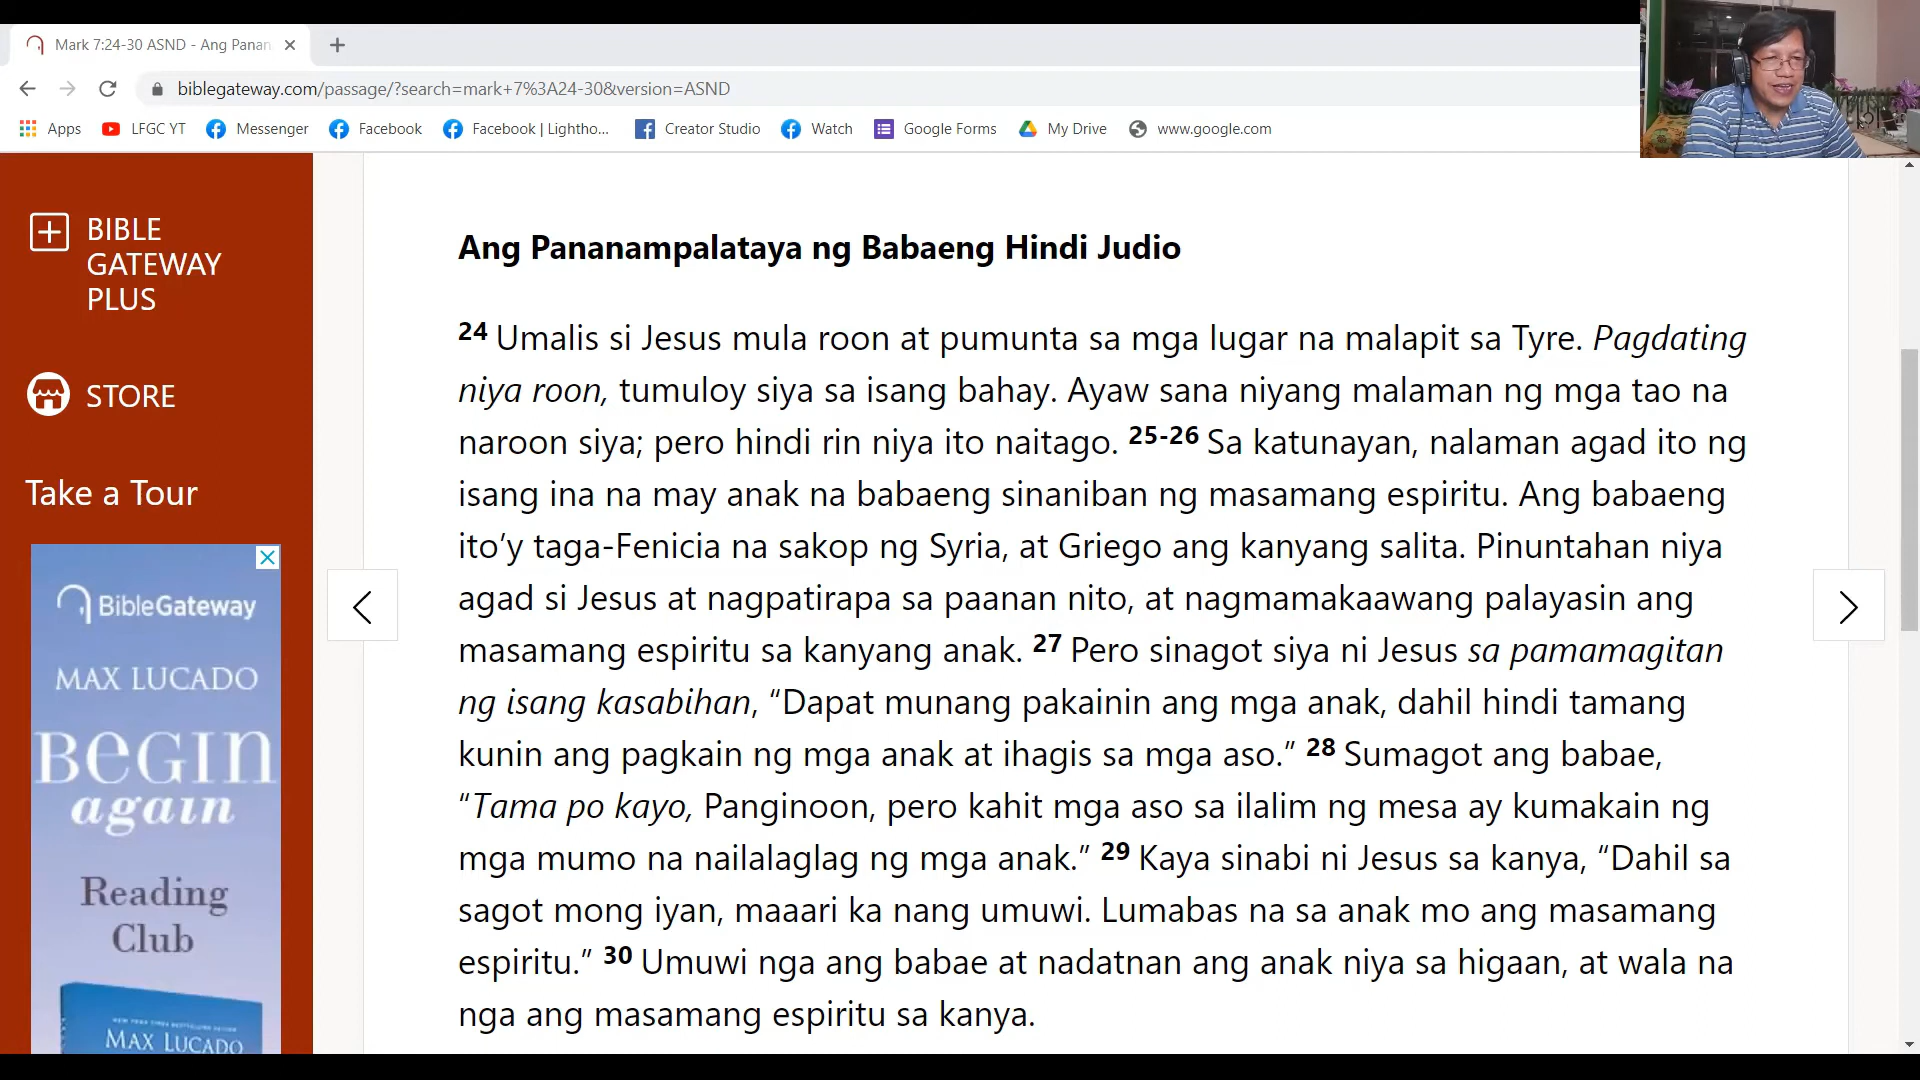 Mark 7:24-30 ASND - Ang Panan
biblegateway.com/passage/?search=mark+7%3A24-30&version=ASND
Apps LFGC YT Messenger Facebook Facebook | Lightho... Creator Studio Watch Google Forms My Drive www.google.com
BIBLE
GATEWAY
PLUS
STORE
Take a Tour
BibleGateway
MAX LUCADO
BEGIN
again
Reading
Club
MAX LUCADO
Ang Pananampalataya ng Babaeng Hindi Judio
24 Umalis si Jesus mula roon at pumunta sa mga lugar na malapit sa Tyre. Pagdating
niya roon, tumuloy siya sa isang bahay. Ayaw sana niyang malaman ng mga tao na
naroon siya; pero hindi rin niya ito naitago. 25-26 Sa katunayan, nalaman agad ito ng
isang ina na may anak na babaeng sinaniban ng masamang espiritu. Ang babaeng
ito’y taga-Fenicia na sakop ng Syria, at Griego ang kanyang salita. Pinuntahan niya
agad si Jesus at nagpatirapa sa paanan nito, at nagmamakaawang palayasin ang
masamang espiritu sa kanyang anak. 27 Pero sinagot siya ni Jesus sa pamamagitan
ng isang kasabihan, “Dapat munang pakainin ang mga anak, dahil hindi tamang
kunin ang pagkain ng mga anak at ihagis sa mga aso.” 28 Sumagot ang babae,
“Tama po kayo, Panginoon, pero kahit mga aso sa ilalim ng mesa ay kumakain ng
mga mumo na nailalaglag ng mga anak.” 29 Kaya sinabi ni Jesus sa kanya, “Dahil sa
sagot mong iyan, maaari ka nang umuwi. Lumabas na sa anak mo ang masamang
espiritu.” 30 Umuwi nga ang babae at nadatnan ang anak niya sa higaan, at wala na
nga ang masamang espiritu sa kanya.